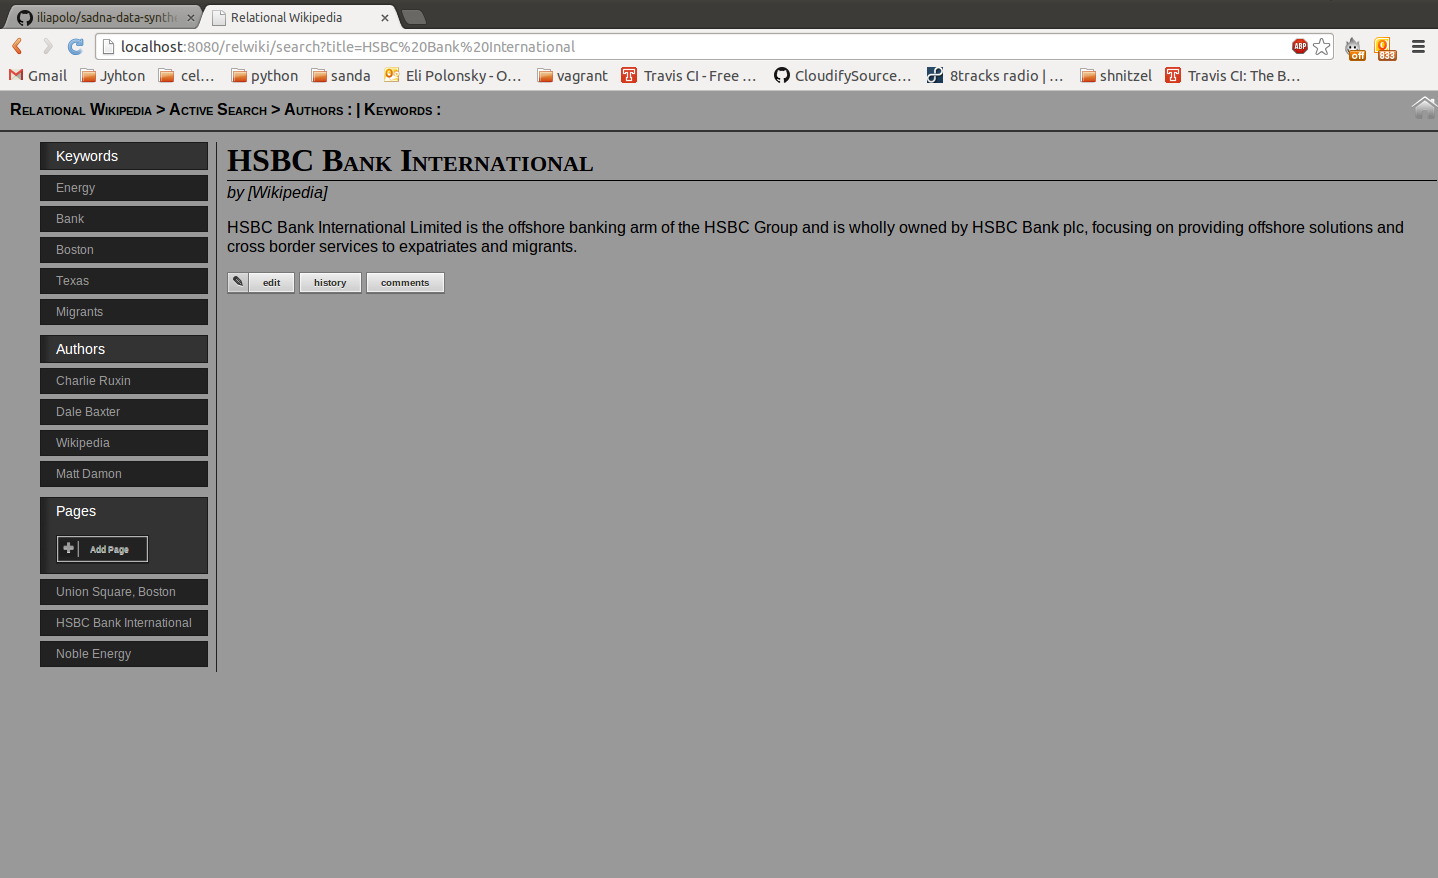 iliapolo/sadna-data-synthe
Relational Wikipedia
localhost:8080/relwiki/search?title=HSBC%20Bank%20International
ABP
off
833
Gmail Jyhton cel... python sanda Eli Polonsky - O... vagrant Travis CI - Free ... CloudifySource... 8tracks radio | ... shnitzel Travis CI: The B...
Relational Wikipedia > Active Search > Authors : | Keywords :
Keywords
Energy
Bank
Boston
Texas
Migrants
Authors
Charlie Ruxin
Dale Baxter
Wikipedia
Matt Damon
Pages
Add Page
Union Square, Boston
HSBC Bank International
Noble Energy
HSBC Bank International
by [Wikipedia]
HSBC Bank International Limited is the offshore banking arm of the HSBC Group and is wholly owned by HSBC Bank plc, focusing on providing offshore solutions and
cross border services to expatriates and migrants.
edit history comments